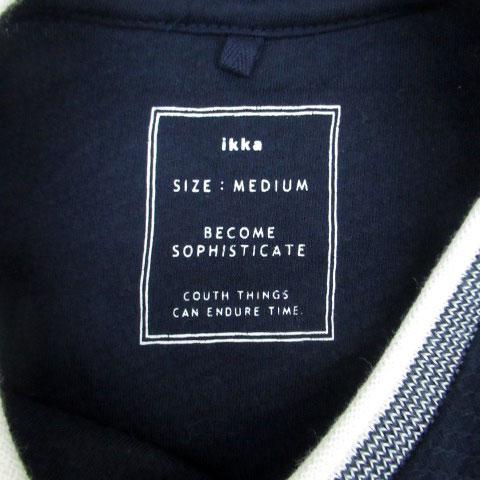 ikka
SIZE : MEDIUM
BECOME
SOPHISTICATE
COUTH THINGS
CAN ENDURE TIME.